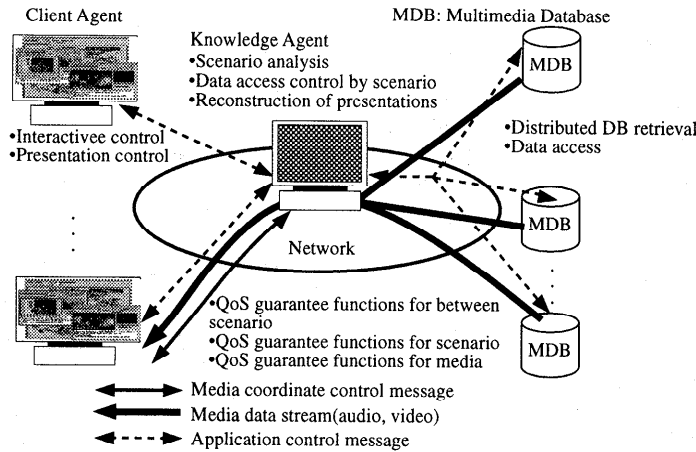 Client Agent
MDB: Multimedia Database
Knowledge Agent
•Scenario analysis
•Data access control by scenario
•Reconstruction of presentations
MDB
•Interactivee control
•Presentation control
•Distributed DB retrieval
•Data access
MDB
Network
•QoS guarantee functions for between
scenario
•QoS guarantee functions for scenario
•QoS guarantee functions for media
MDB
Media coordinate control message
Media data stream(audio, video)
Application control message